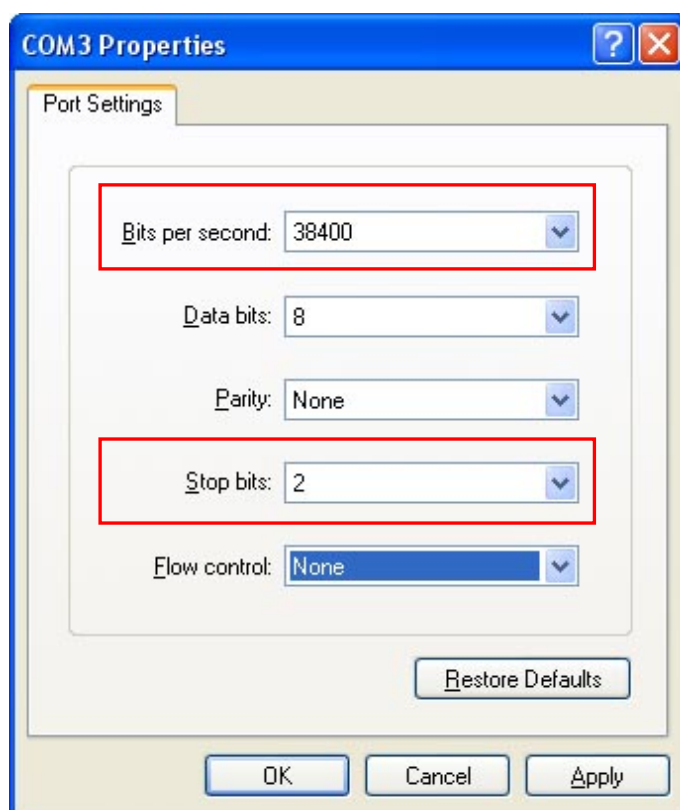 COM3 Properties
Port Settings
Bits per second: 38400
Data bits: 8
Parity: None
Stop bits: 2
Flow control: None
Restore Defaults
OK Cancel Apply